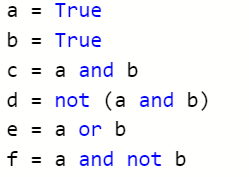 a = True
b = True
c = a and b
d = not (a and b)
e = a or b
f = a and not b